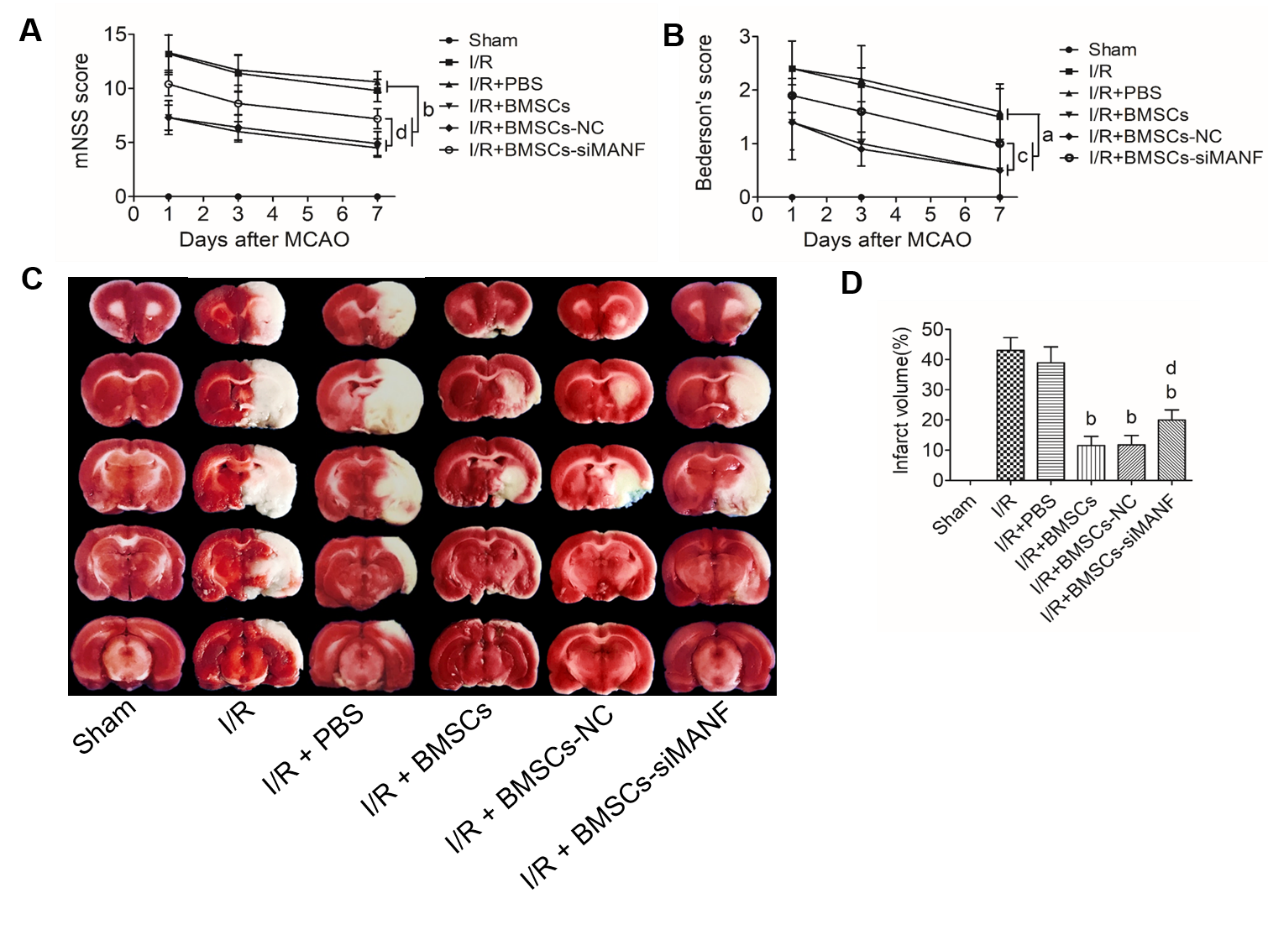 A
15
10
5
0
mNSS score
0 1 2 3 4 5 6 7
Days after MCAO
Sham
I/R
I/R+PBS
I/R+BMSCs
I/R+BMSCs-NC
I/R+BMSCs-siMANF
d
b
B
3
2
1
0
Bederson's score
0 1 2 3 4 5 6 7
Days after MCAO
Sham
I/R
I/R+PBS
I/R+BMSCs
I/R+BMSCs-NC
I/R+BMSCs-siMANF
c
a
C
Sham
I/R
I/R + PBS
I/R + BMSCs
I/R + BMSCs-NC
I/R + BMSCs-siMANF
D
50
40
30
20
10
0
Infarct volume(%)
b
b
d
b
Sham
I/R
I/R+PBS
I/R+BMSCs
I/R+BMSCs-NC
I/R+BMSCs-siMANF